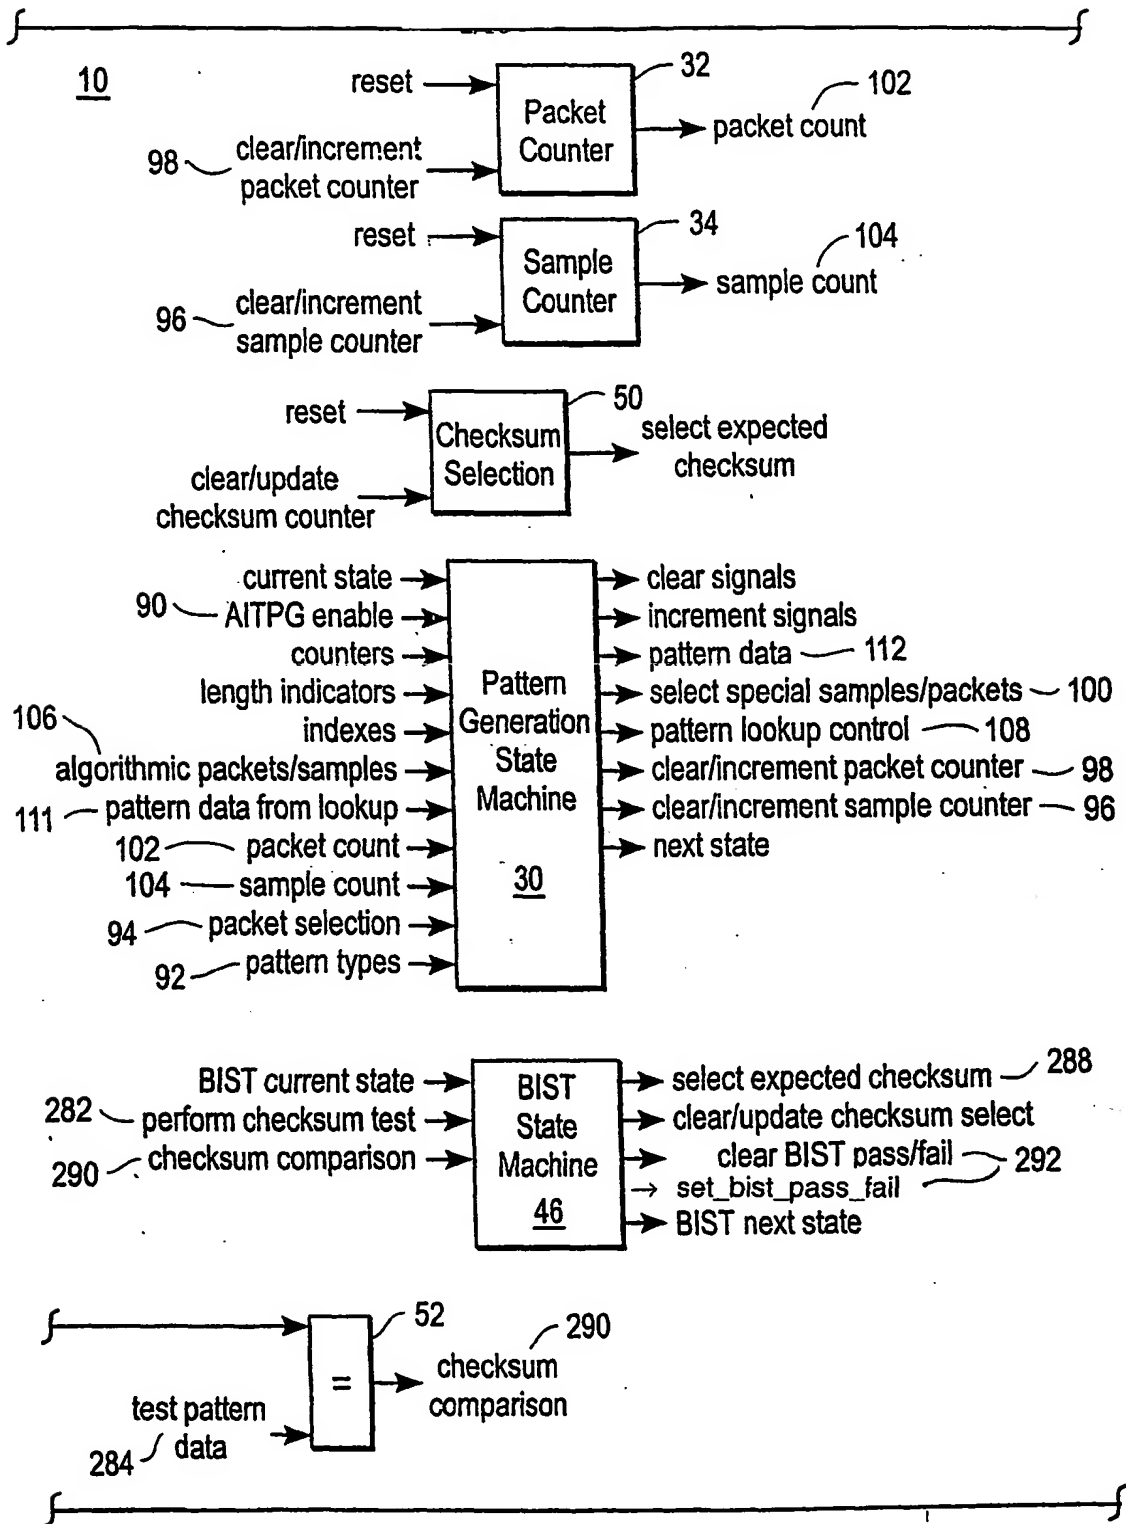 10
reset
32
Packet
Counter
102
packet count
98
clear/increment
packet counter
reset
34
Sample
Counter
104
sample count
96
clear/increment
sample counter
reset
50
Checksum
Selection
select expected
checksum
clear/update
checksum counter
current state
90 AITPG enable
counters
length indicators
indexes
106
algorithmic packets/samples
111 pattern data from lookup
102 packet count
104 sample count
94 packet selection
92 pattern types
Pattern
Generation
State
Machine
30
clear signals
increment signals
pattern data 112
select special samples/packets 100
pattern lookup control 108
clear/increment packet counter 98
clear/increment sample counter 96
next state
BIST current state
282 perform checksum test
290 checksum comparison
BIST
State
Machine
46
select expected checksum 288
clear/update checksum select
clear BIST pass/fail 292
set_bist_pass_fail
BIST next state
52
=
290
checksum
comparison
test pattern
data
284